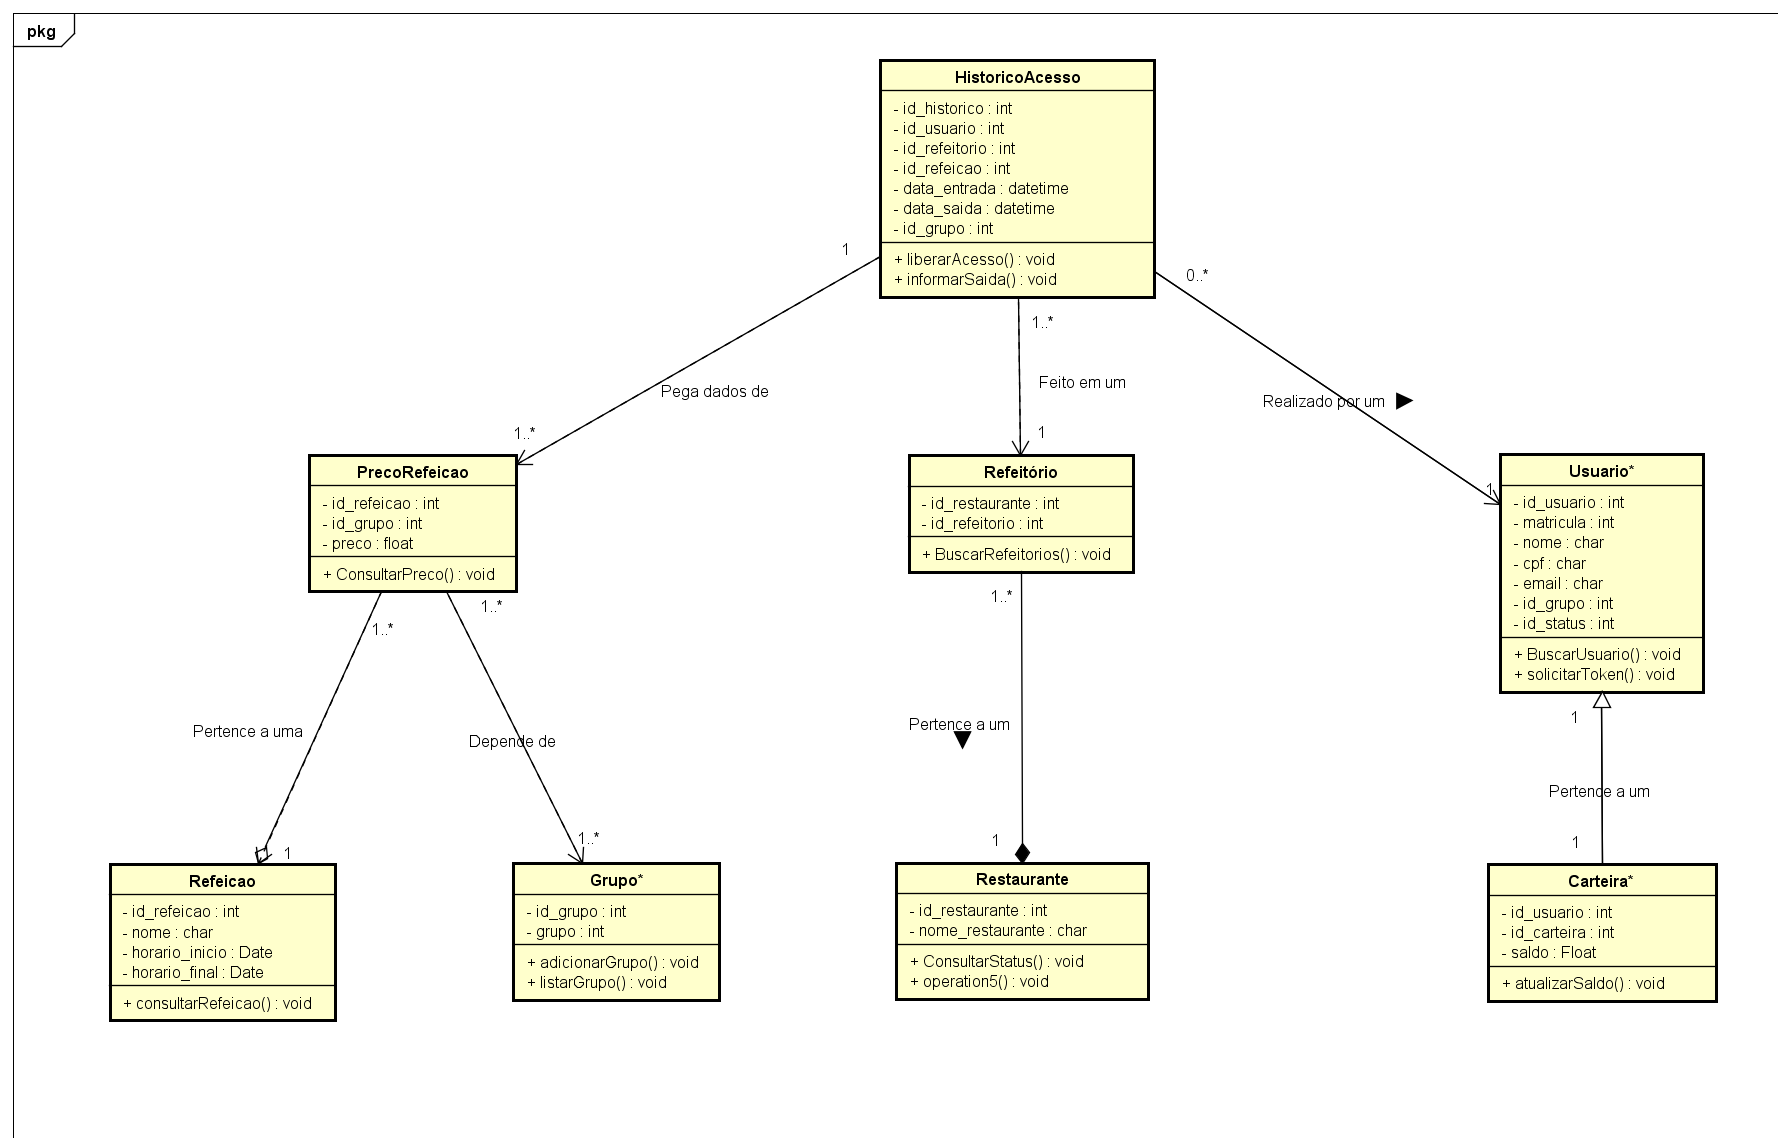 pkg
HistoricoAcesso
- id_historico : int
- id_usuario : int
- id_refeitorio : int
- id_refeicao : int
- data_entrada : datetime
- data_saida : datetime
- id_grupo : int
+ liberarAcesso() : void
+ informarSaida() : void
1
0..*
1..*
Pega dados de
Feito em um
Realizado por um
1..*
1
1
PrecoRefeicao
- id_refeicao : int
- id_grupo : int
- preco : float
+ ConsultarPreco() : void
Refeitório
- id_restaurante : int
- id_refeitorio : int
+ BuscarRefeitorios() : void
Usuario*
- id_usuario : int
- matricula : int
- nome : char
- cpf : char
- email : char
- id_grupo : int
- id_status : int
+ BuscarUsuario() : void
+ solicitarToken() : void
1..*
1..*
1..*
1
Pertence a uma
Depende de
Pertence a um
Pertence a um
1
1..*
1
1
Refeicao
- id_refeicao : int
- nome : char
- horario_inicio : Date
- horario_final : Date
+ consultarRefeicao() : void
Grupo*
- id_grupo : int
- grupo : int
+ adicionarGrupo() : void
+ listarGrupo() : void
Restaurante
- id_restaurante : int
- nome_restaurante : char
+ ConsultarStatus() : void
+ operation5() : void
Carteira*
- id_usuario : int
- id_carteira : int
- saldo : Float
+ atualizarSaldo() : void